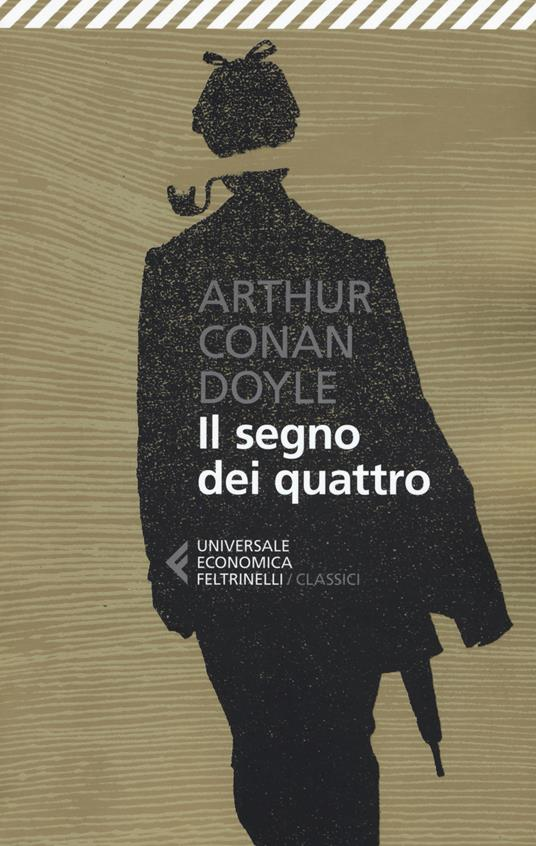 ARTHUR
CONAN
DOYLE
Il segno
dei quattro
UNIVERSALE
ECONOMICA
FELTRINELLI / CLASSICI